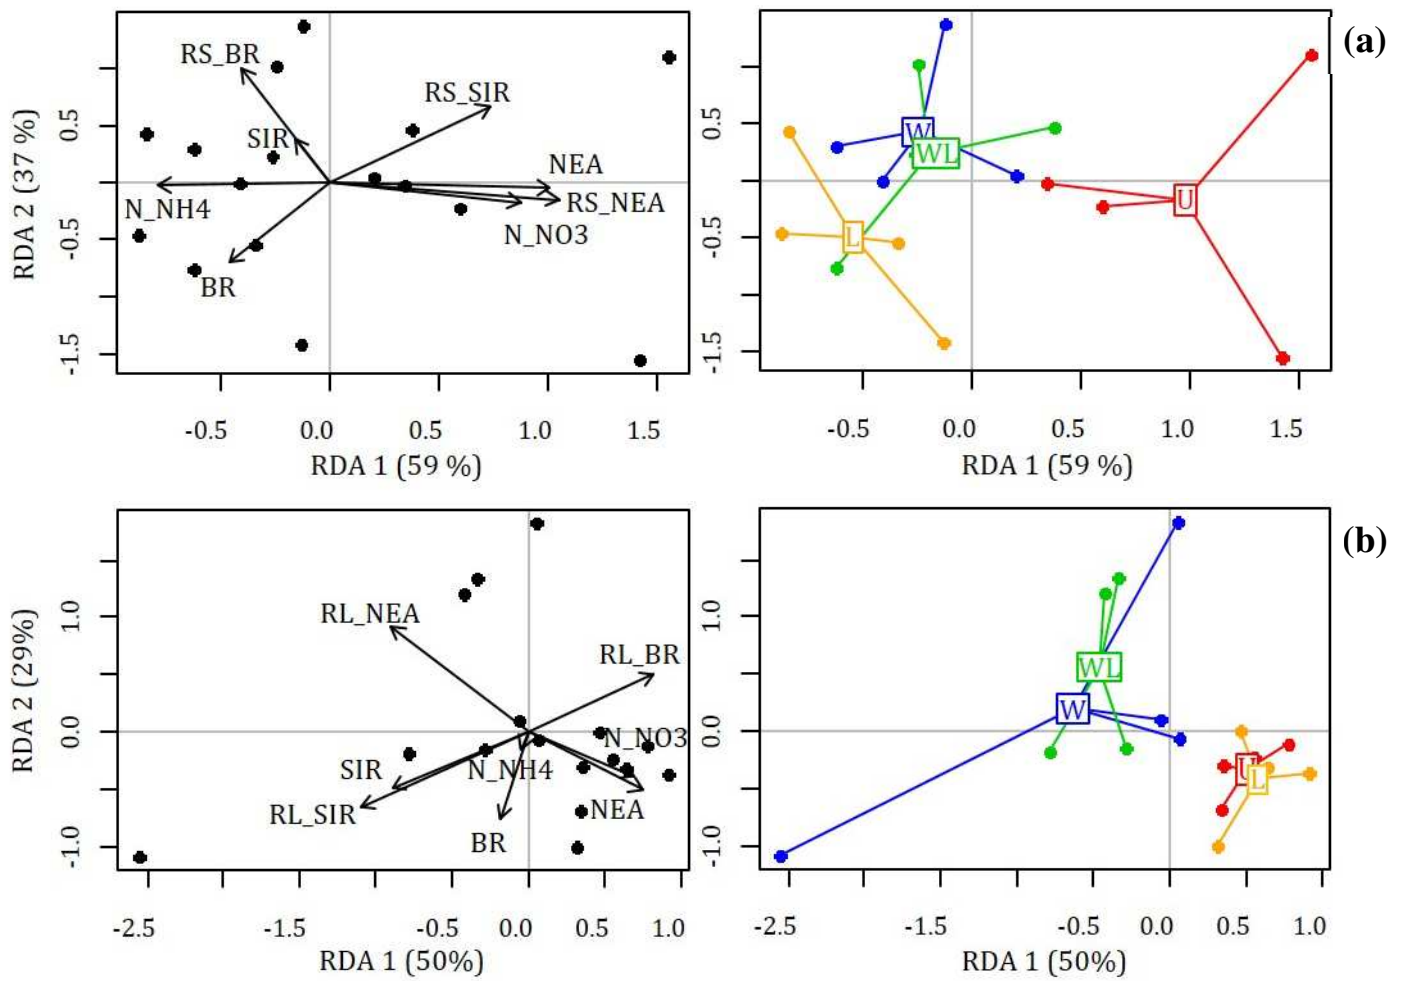 (a)
RDA 2 (37 %)
0.5
-0.5
-1.5
RS_BR
RS_SIR
SIR
NEA
N_NH4
RS_NEA
N_NO3
BR
-0.5 0.0 0.5 1.0 1.5
RDA 1 (59 %)
0.5
-0.5
-1.5
W
WL
U
L
-0.5 0.0 0.5 1.0 1.5
RDA 1 (59 %)
(b)
RDA 2 (29%)
1.0
0.0
-1.0
RL_NEA
RL_BR
N_NO3
SIR
N_NH4
RL_SIR
NEA
BR
-2.5 -1.5 -0.5 0.0 0.5 1.0
RDA 1 (50%)
1.0
0.0
-1.0
WL
W
U
L
-2.5 -1.5 -0.5 0.0 0.5 1.0
RDA 1 (50%)